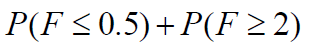 P(F ≤ 0.5) + P(F ≥ 2)